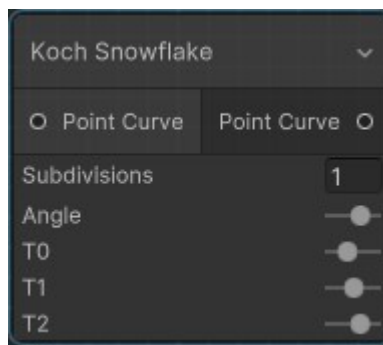 Koch Snowflake
Point Curve Point Curve
Subdivisions 1
Angle
T0
T1
T2